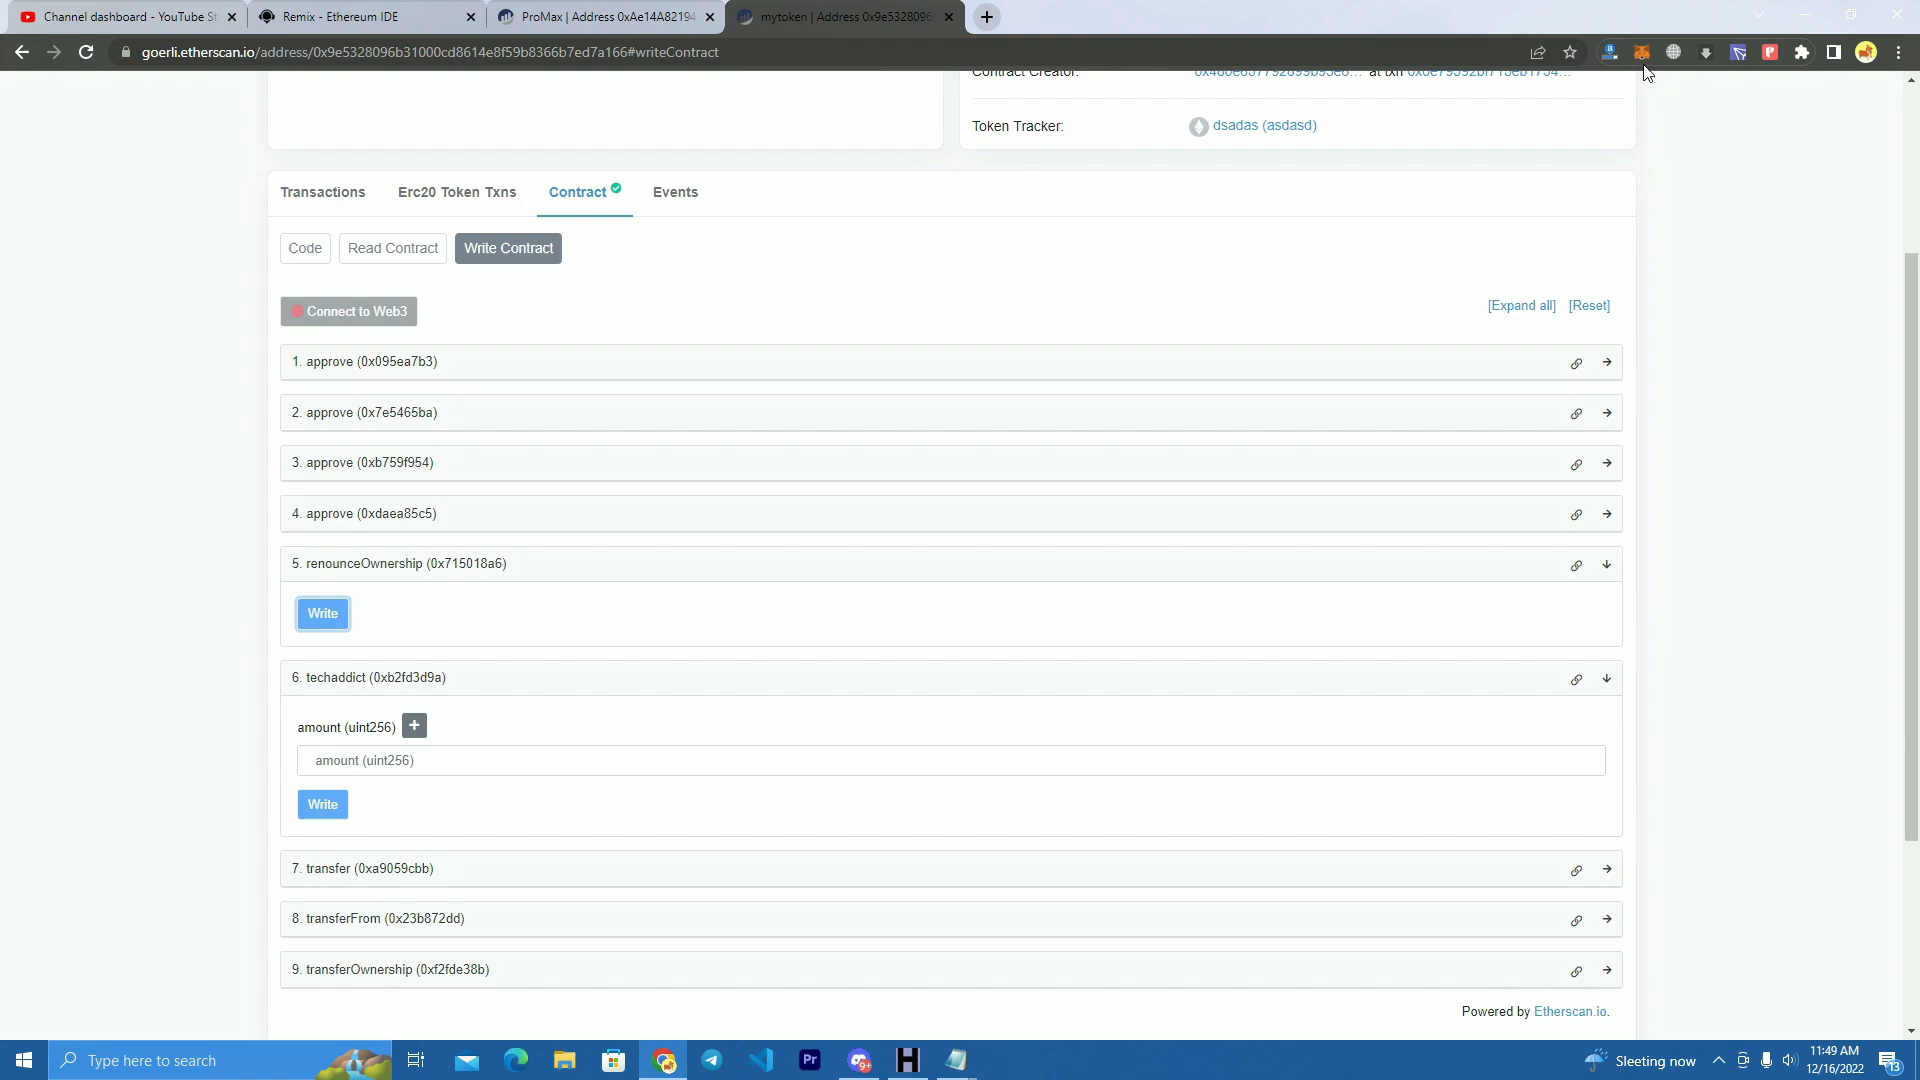 Channel dashboard - YouTube St
Remix - Ethereum IDE
ProMax | Address 0xAe14A82194
mytoken | Address 0x9e5328096
goerli.etherscan.io/address/0x9e5328096b31000cd8614e8f59b8366b7ed7a166#writeContract
Contract Creator:
at txn
Token Tracker:
dsadas (asdasd)
Transactions
Erc20 Token Txns
Contract
Events
Code
Read Contract
Write Contract
Connect to Web3
[Expand all]
[Reset]
1. approve (0x095ea7b3)
2. approve (0x7e5465ba)
3. approve (0xb759f954)
4. approve (0xdaea85c5)
5. renounceOwnership (0x715018a6)
Write
6. techaddict (0xb2fd3d9a)
amount (uint256) +
amount (uint256)
Write
7. transfer (0xa9059cbb)
8. transferFrom (0x23b872dd)
9. transferOwnership (0xf2fde38b)
Powered by Etherscan.io.
Type here to search
Pr
9+
H
Sleeting now
11:49 AM
12/16/2022
13